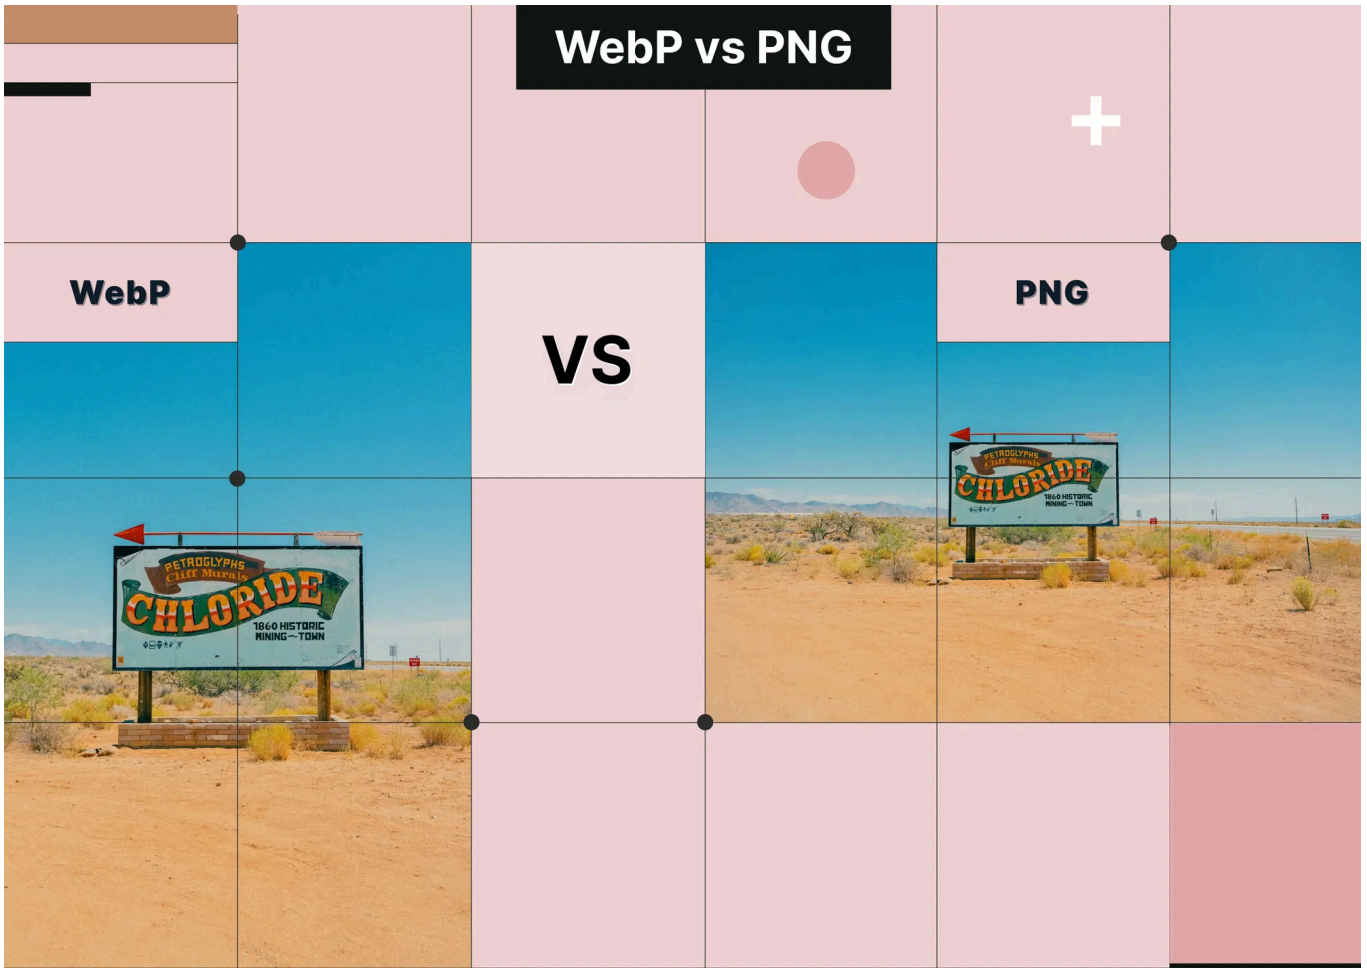 WebP vs PNG
WebP
VS
PNG
PETROGLYPHS
Cliff Murals
CHLORIDE
1860 HISTORIC
MINING~TOWN
PETROGLYPHS
Cliff Murals
CHLORIDE
1860 HISTORIC
MINING~TOWN